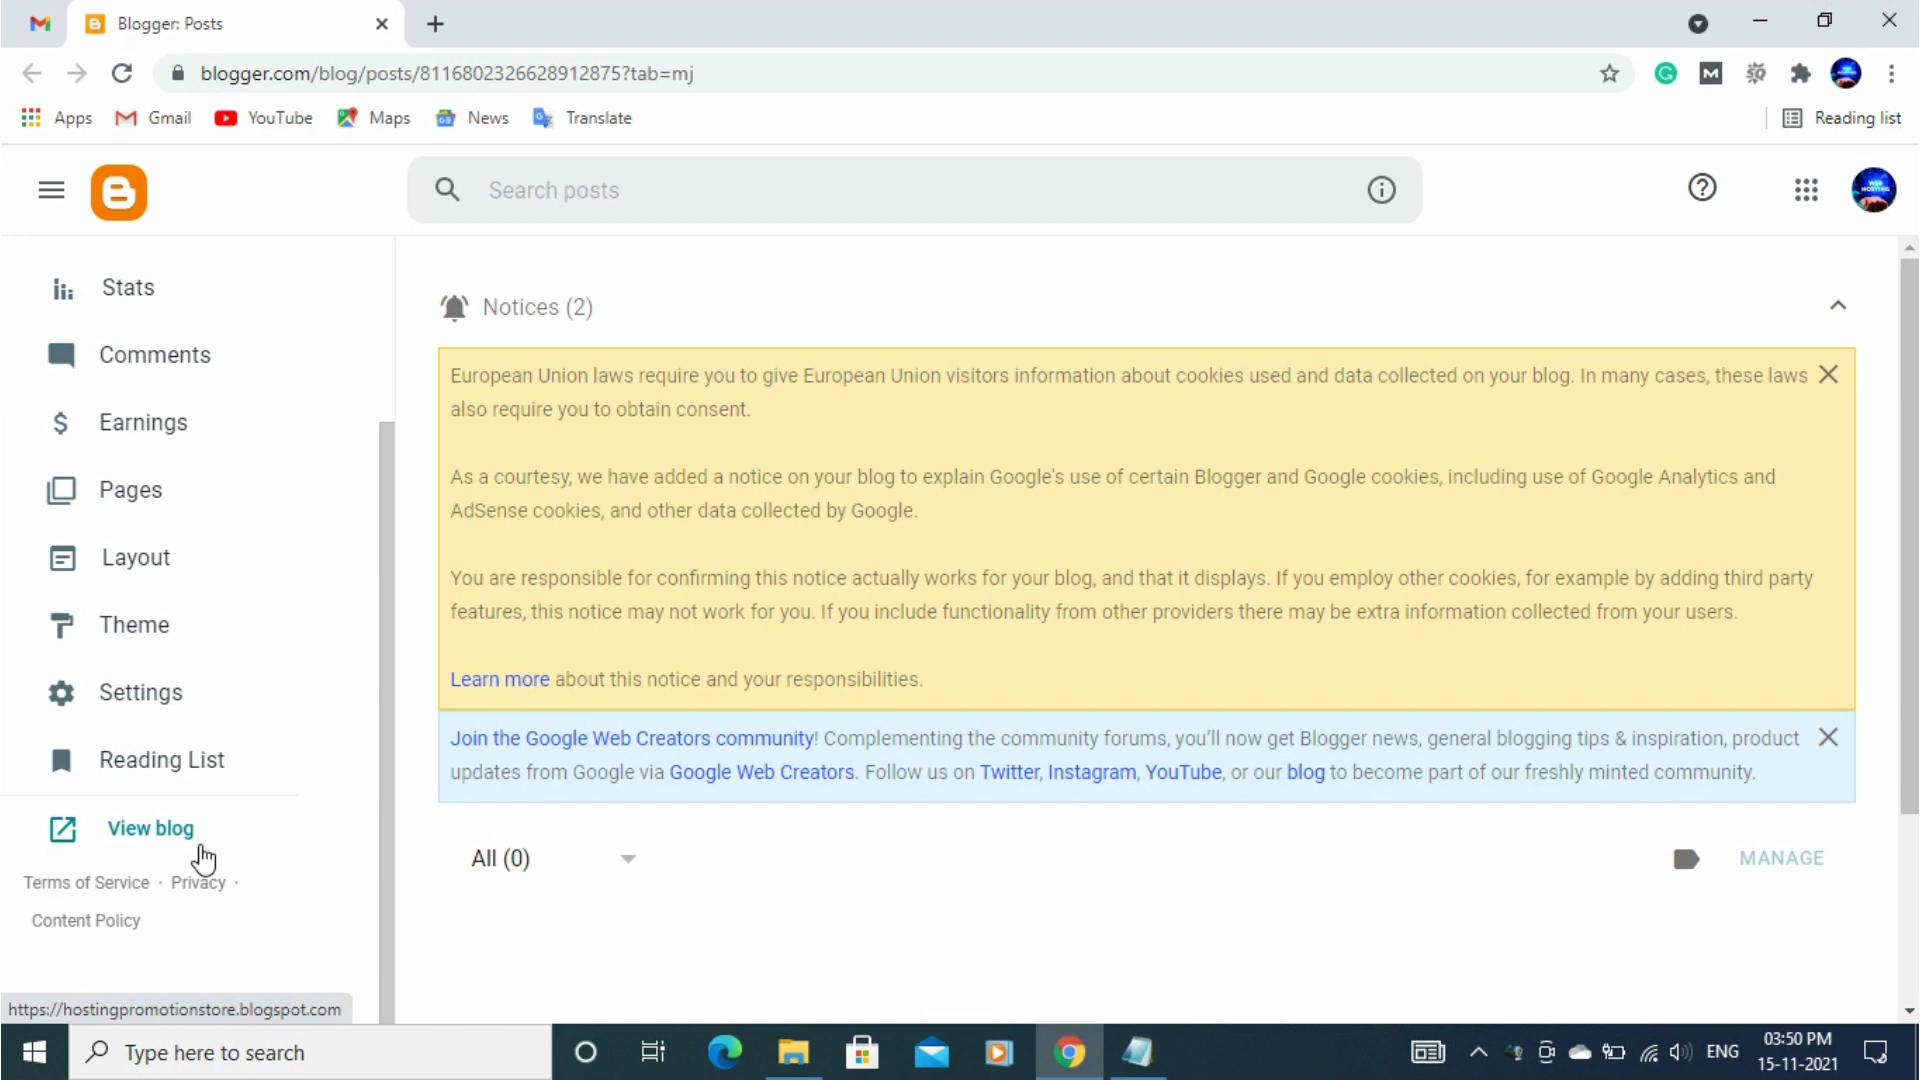 Blogger: Posts
blogger.com/blog/posts/8116802326628912875?tab=mj
Apps
Gmail
YouTube
Maps
News
Translate
Reading list
Search posts
Stats
Comments
Earnings
Pages
Layout
Theme
Settings
Reading List
View blog
Terms of Service · Privacy ·
Content Policy
Notices (2)
European Union laws require you to give European Union visitors information about cookies used and data collected on your blog. In many cases, these laws
also require you to obtain consent.
As a courtesy, we have added a notice on your blog to explain Google's use of certain Blogger and Google cookies, including use of Google Analytics and
AdSense cookies, and other data collected by Google.
You are responsible for confirming this notice actually works for your blog, and that it displays. If you employ other cookies, for example by adding third party
features, this notice may not work for you. If you include functionality from other providers there may be extra information collected from your users.
Learn more about this notice and your responsibilities.
Join the Google Web Creators community! Complementing the community forums, you'll now get Blogger news, general blogging tips & inspiration, product
updates from Google via Google Web Creators. Follow us on Twitter, Instagram, YouTube, or our blog to become part of our freshly minted community.
All (0)
MANAGE
https://hostingpromotionstore.blogspot.com
Type here to search
ENG
03:50 PM
15-11-2021